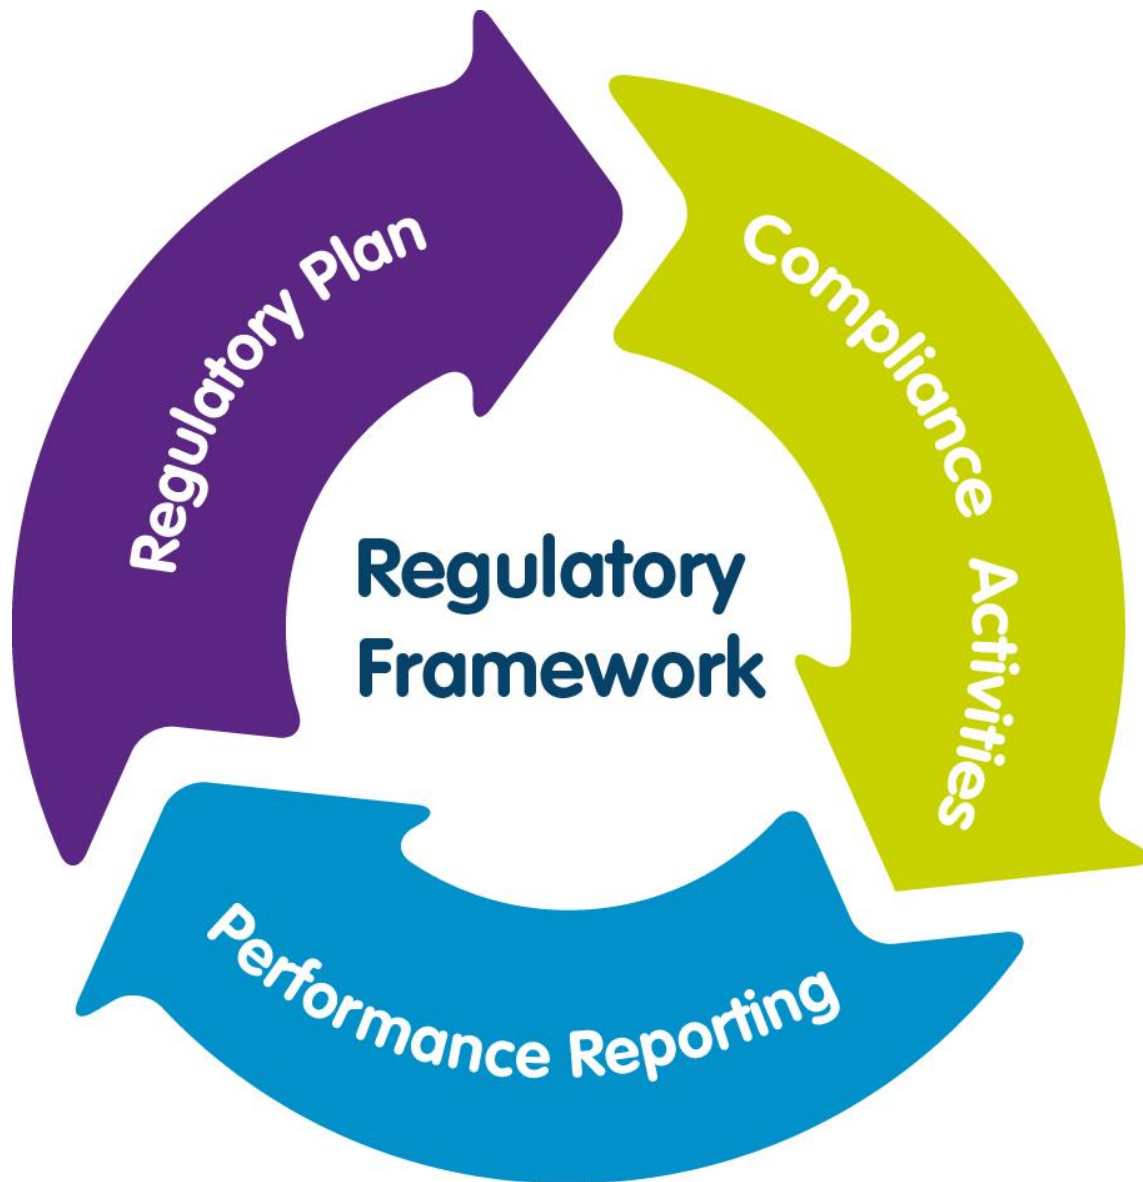 Regulatory Plan
Compliance Activities
Regulatory
Framework
Performance Reporting